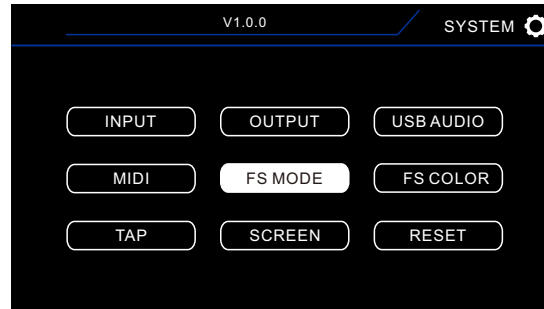 V1.0.0 SYSTEM
INPUT OUTPUT USB AUDIO
MIDI FS MODE FS COLOR
TAP SCREEN RESET